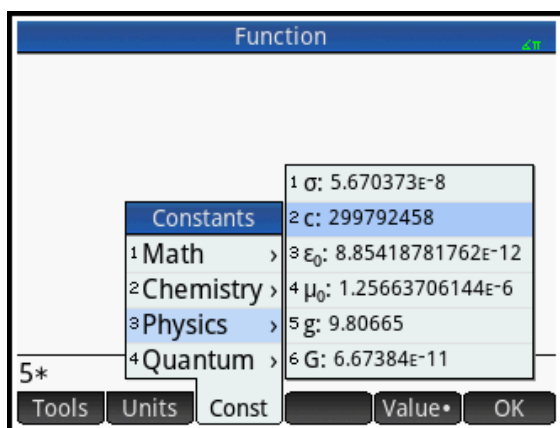 Function
∡π
1 σ: 5.670373E-8
2 c: 299792458
3 ε₀: 8.85418781762E-12
4 μ₀: 1.25663706144E-6
5 g: 9.80665
6 G: 6.67384E-11
Constants
1 Math ›
2 Chemistry ›
3 Physics ›
4 Quantum ›
5*
Tools Units Const Value• OK